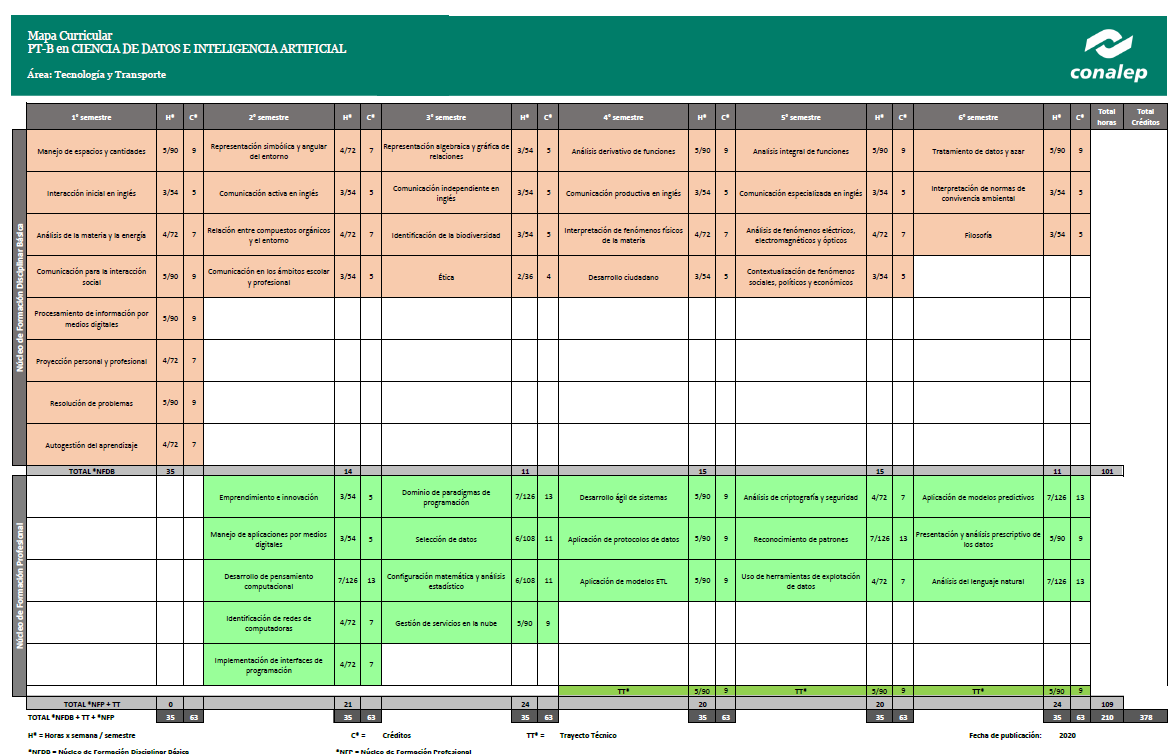 Mapa Curricular
PT-B en CIENCIA DE DATOS E INTELIGENCIA ARTIFICIAL
Área: Tecnología y Transporte
conalep
1° semestre H* C* 2° semestre H* C* 3° semestre H* C* 4° semestre H* C* 5° semestre H* C* 6° semestre H* C* Total horas Total Créditos
Núcleo de Formación Disciplinar Básica
Manejo de espacios y cantidades 5/90 9 Representación simbólica y angular del entorno 4/72 7 Representación algebraica y gráfica de relaciones 3/54 5 Análisis derivativo de funciones 5/90 9 Analisis integral de funciones 5/90 9 Tratamiento de datos y azar 5/90 9
Interacción inicial en inglés 3/54 5 Comunicación activa en inglés 3/54 5 Comunicación independiente en inglés 3/54 5 Comunicación productiva en inglés 3/54 5 Comunicación especializada en inglés 3/54 5 Interpretación de normas de convivencia ambiental 3/54 5
Análisis de la materia y la energía 4/72 7 Relación entre compuestos orgánicos y el entorno 4/72 7 Identificación de la biodiversidad 3/54 5 Interpretación de fenómenos físicos de la materia 4/72 7 Análisis de fenómenos eléctricos, electromagnéticos y ópticos 4/72 7 Filosofía 3/54 5
Comunicación para la interacción social 5/90 9 Comunicación en los ámbitos escolar y profesional 3/54 5 Ética 2/36 4 Desarrollo ciudadano 3/54 5 Contextualización de fenómenos sociales, políticos y económicos 3/54 5
Procesamiento de información por medios digitales 5/90 9
Proyección personal y profesional 4/72 7
Resolución de problemas 5/90 9
Autogestión del aprendizaje 4/72 7
TOTAL *NFDB 35 14 11 15 15 11 101
Núcleo de Formación Profesional
Emprendimiento e innovación 3/54 5 Dominio de paradigmas de programación 7/126 13 Desarrollo ágil de sistemas 5/90 9 Análisis de criptografía y seguridad 4/72 7 Aplicación de modelos predictivos 7/126 13
Manejo de aplicaciones por medios digitales 3/54 5 Selección de datos 6/108 11 Aplicación de protocolos de datos 5/90 9 Reconocimiento de patrones 7/126 13 Presentación y análisis prescriptivo de los datos 5/90 9
Desarrollo de pensamiento computacional 7/126 13 Configuración matemática y análisis estadístico 6/108 11 Aplicación de modelos ETL 5/90 9 Uso de herramientas de explotación de datos 4/72 7 Análisis del lenguaje natural 7/126 13
Identificación de redes de computadoras 4/72 7 Gestión de servicios en la nube 5/90 9
Implementación de interfaces de programación 4/72 7
TT* 5/90 9 TT* 5/90 9 TT* 5/90 9
TOTAL *NFP + TT 0 21 24 20 20 24 109
TOTAL *NFDB + TT + *NFP 35 63 35 63 35 63 35 63 35 63 35 63 210 378
H* = Horas x semana / semestre C* = Créditos TT* = Trayecto Técnico Fecha de publicación: 2020
*NFDB = Núcleo de Formación Disciplinar Básica *NFP = Núcleo de Formación Profesional